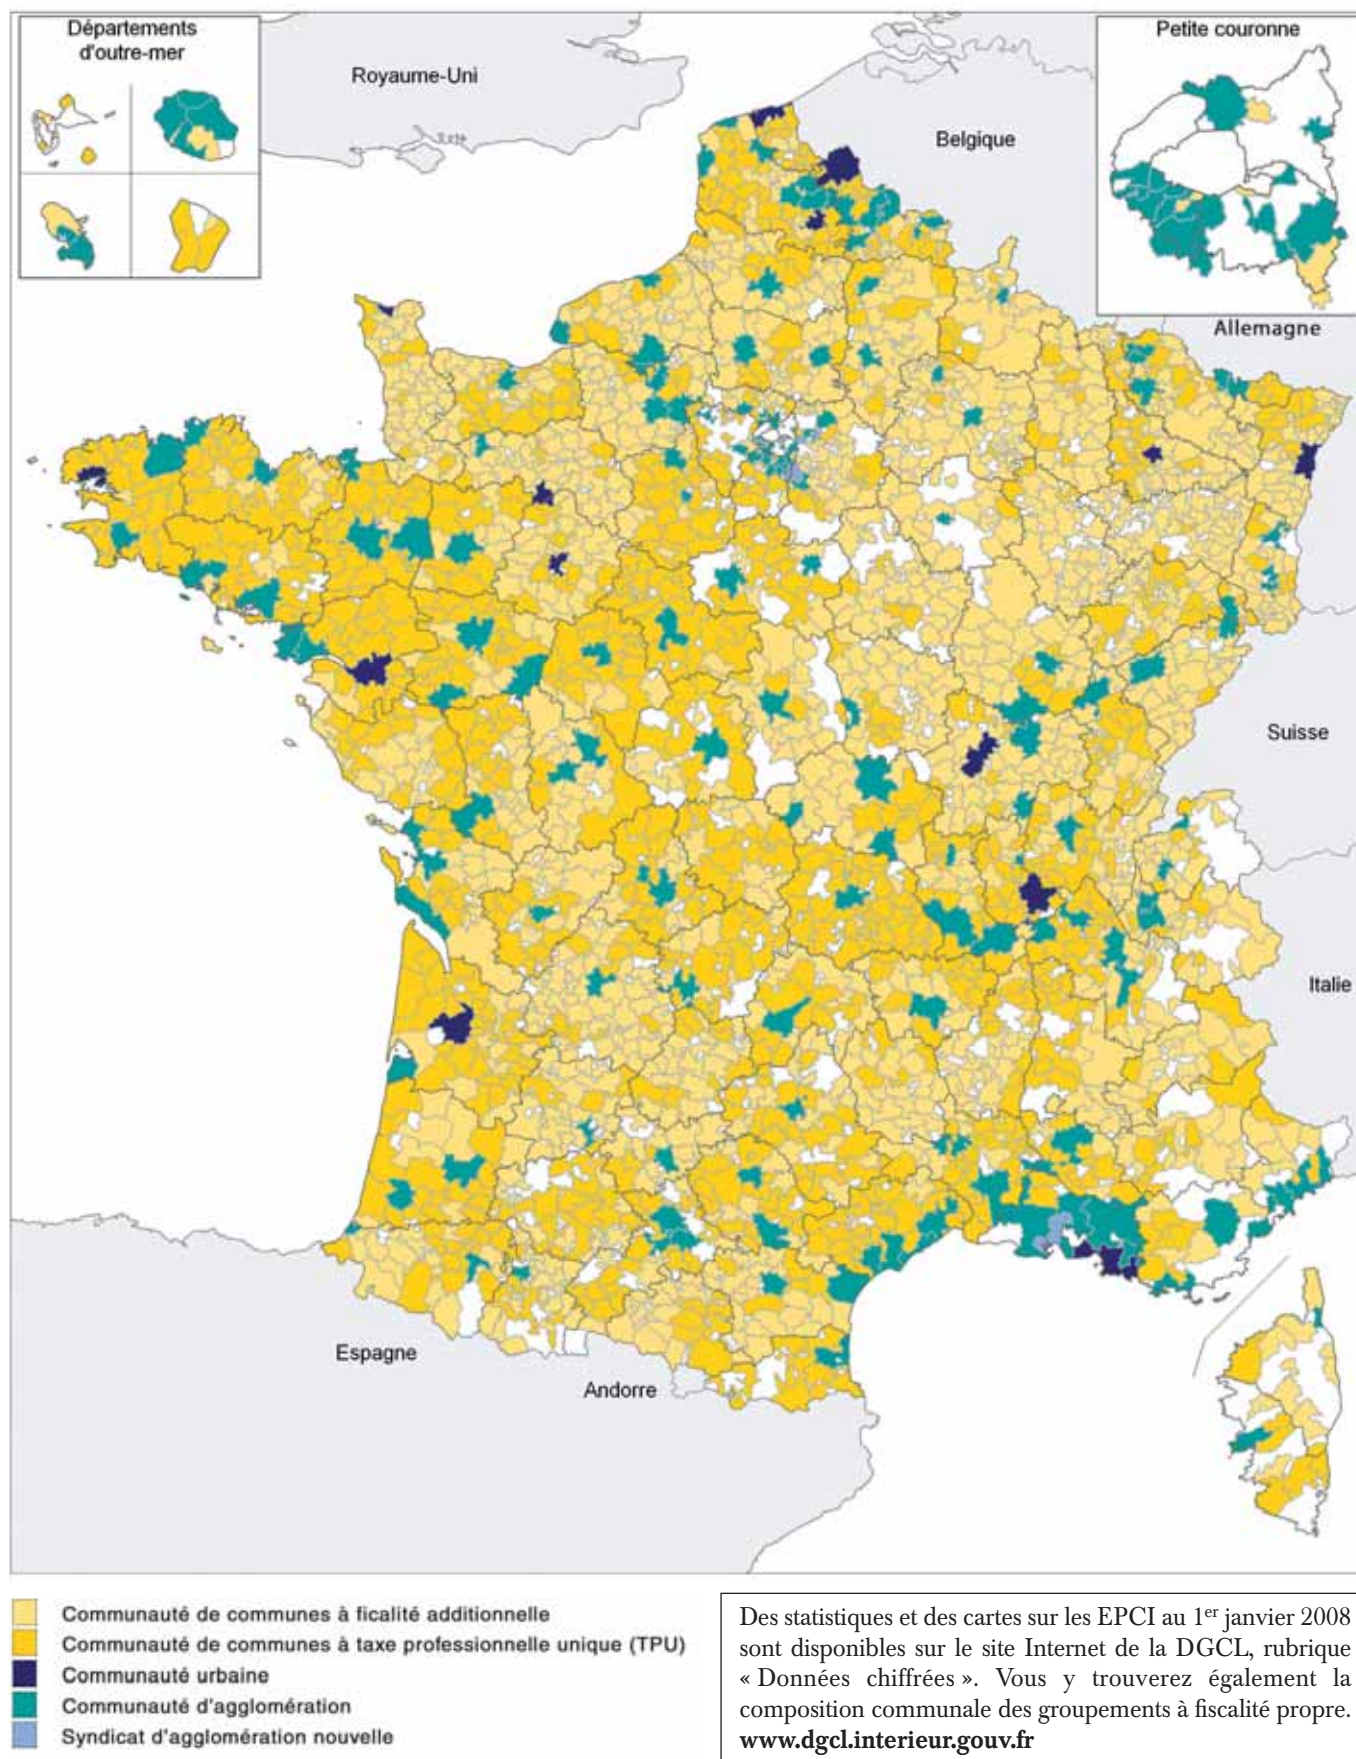 Départements
d'outre-mer
Royaume-Uni
Petite couronne
Belgique
Allemagne
Suisse
Italie
Espagne
Andorre
Communauté de communes à ficalité additionnelle
Communauté de communes à taxe professionnelle unique (TPU)
Communauté urbaine
Communauté d'agglomération
Syndicat d'agglomération nouvelle
Des statistiques et des cartes sur les EPCI au 1er janvier 2008
sont disponibles sur le site Internet de la DGCL, rubrique
« Données chiffrées ». Vous y trouverez également la
composition communale des groupements à fiscalité propre.
www.dgcl.interieur.gouv.fr